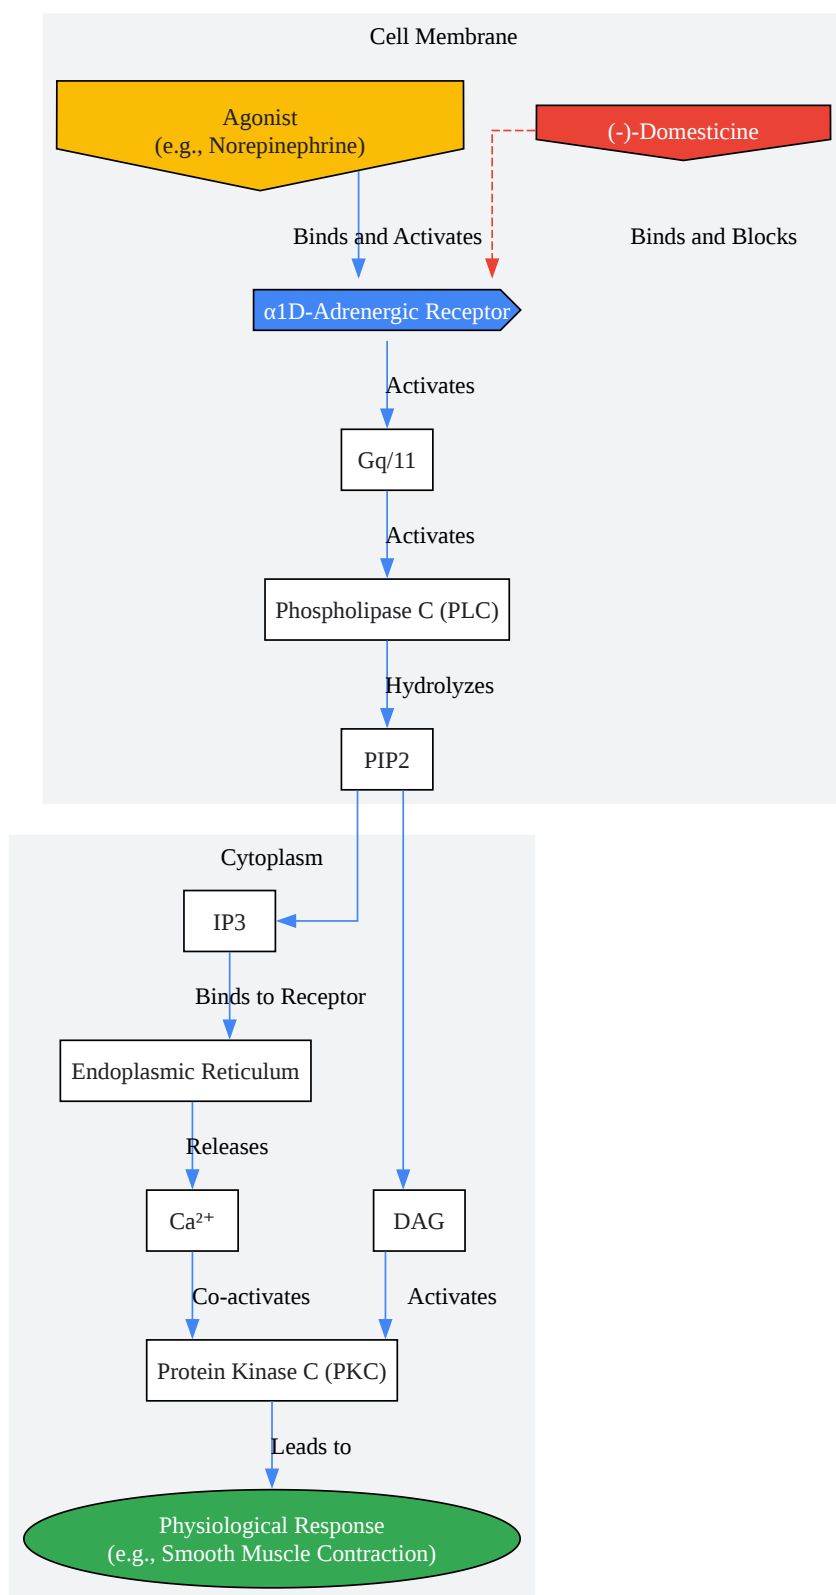 Cell Membrane
Agonist
(e.g., Norepinephrine)
(-)-Domesticine
Binds and Activates
Binds and Blocks
α1D-Adrenergic Receptor
Activates
Gq/11
Activates
Phospholipase C (PLC)
Hydrolyzes
PIP2
Cytoplasm
IP3
Binds to Receptor
Endoplasmic Reticulum
Releases
Ca²⁺
DAG
Co-activates
Activates
Protein Kinase C (PKC)
Leads to
Physiological Response
(e.g., Smooth Muscle Contraction)